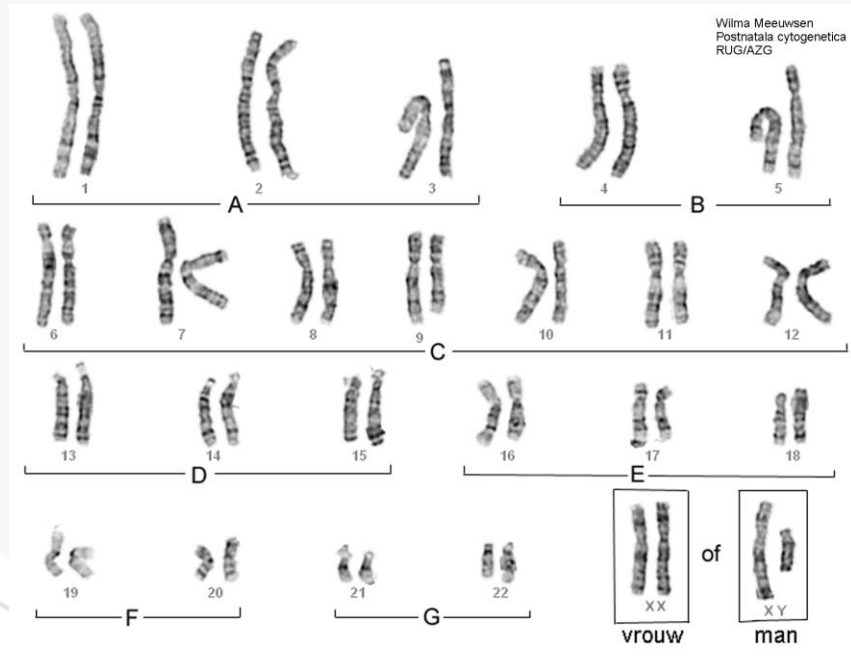 Wilma Meeuwsen
Postnatala cytogenetica
RUG/AZG
1 2 3 4 5
A B
6 7 8 9 10 11 12
C
13 14 15 16 17 18
D E
of
19 20 21 22 XX XY
F G vrouw man